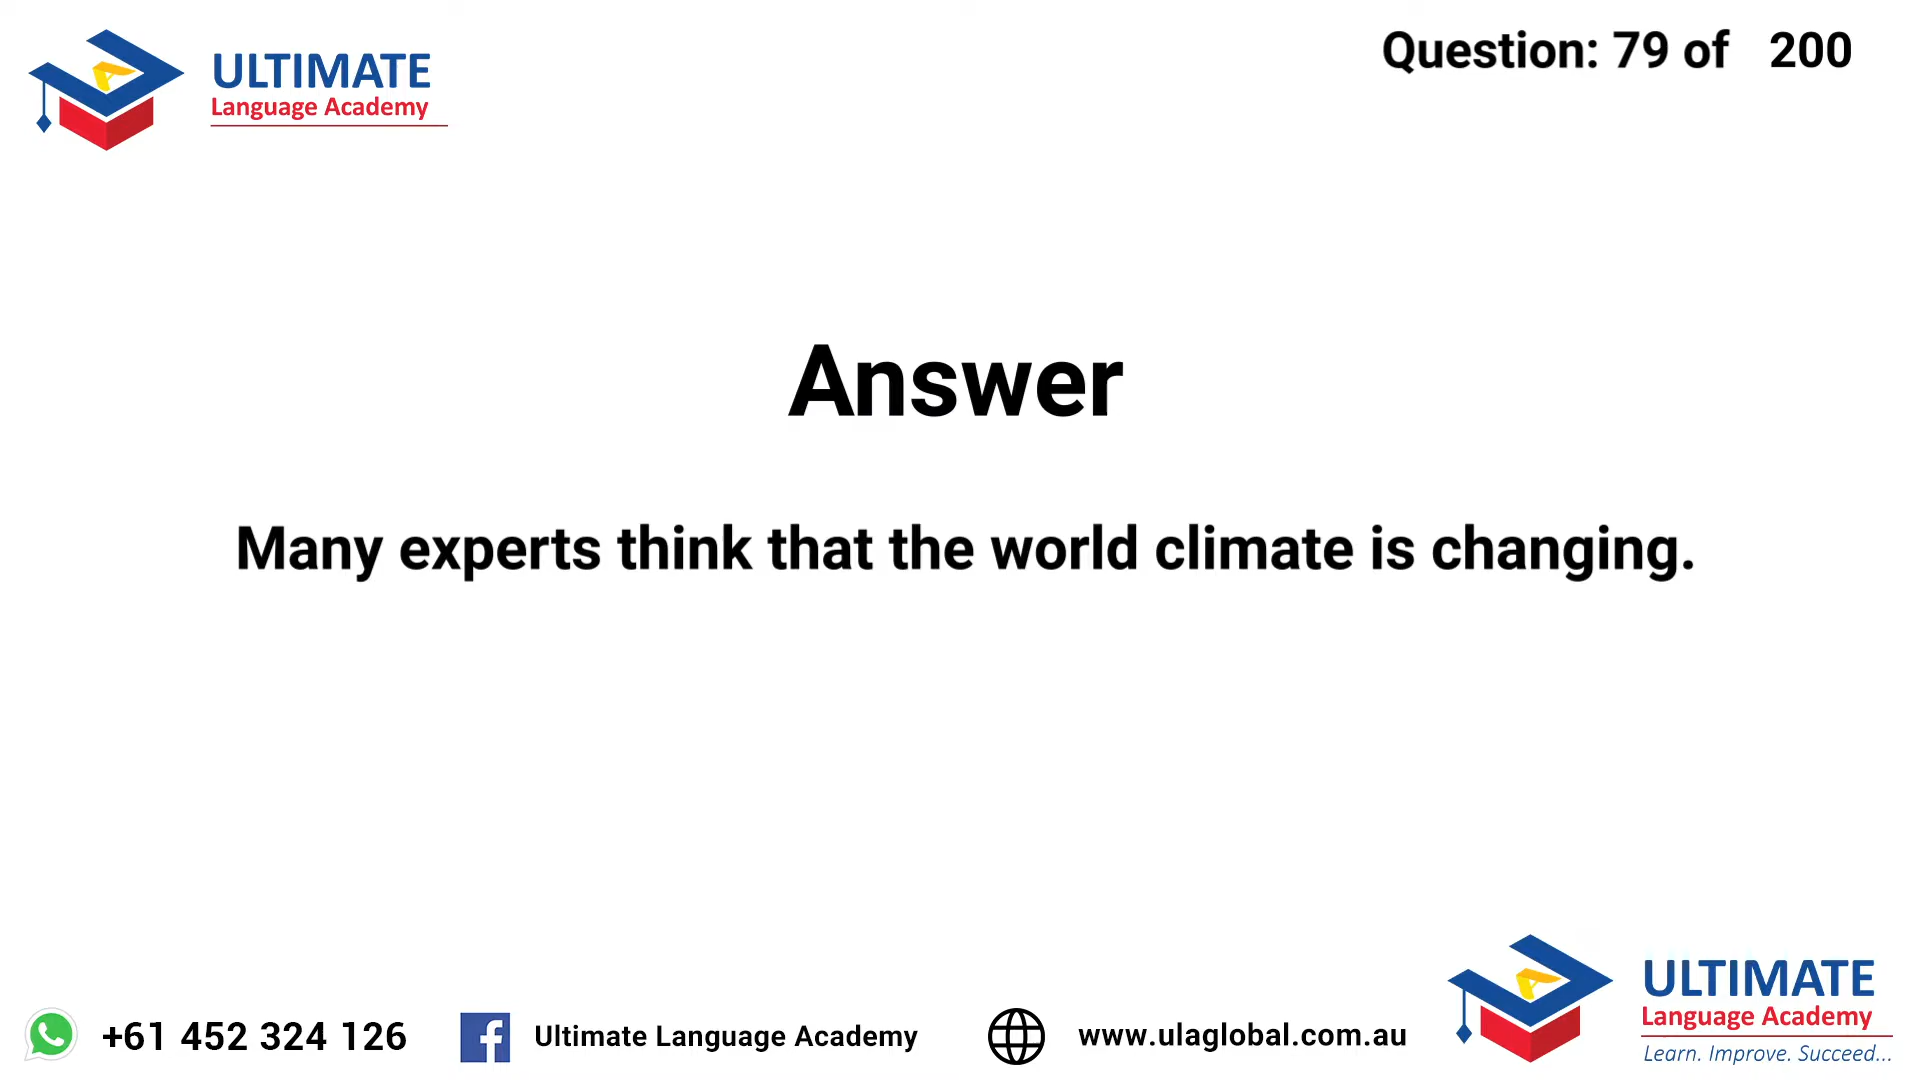 ULTIMATE
Language Academy
Question: 79 of 200
Answer
Many experts think that the world climate is changing.
+61 452 324 126
Ultimate Language Academy
www.ulaglobal.com.au
ULTIMATE
Language Academy
Learn. Improve. Succeed...